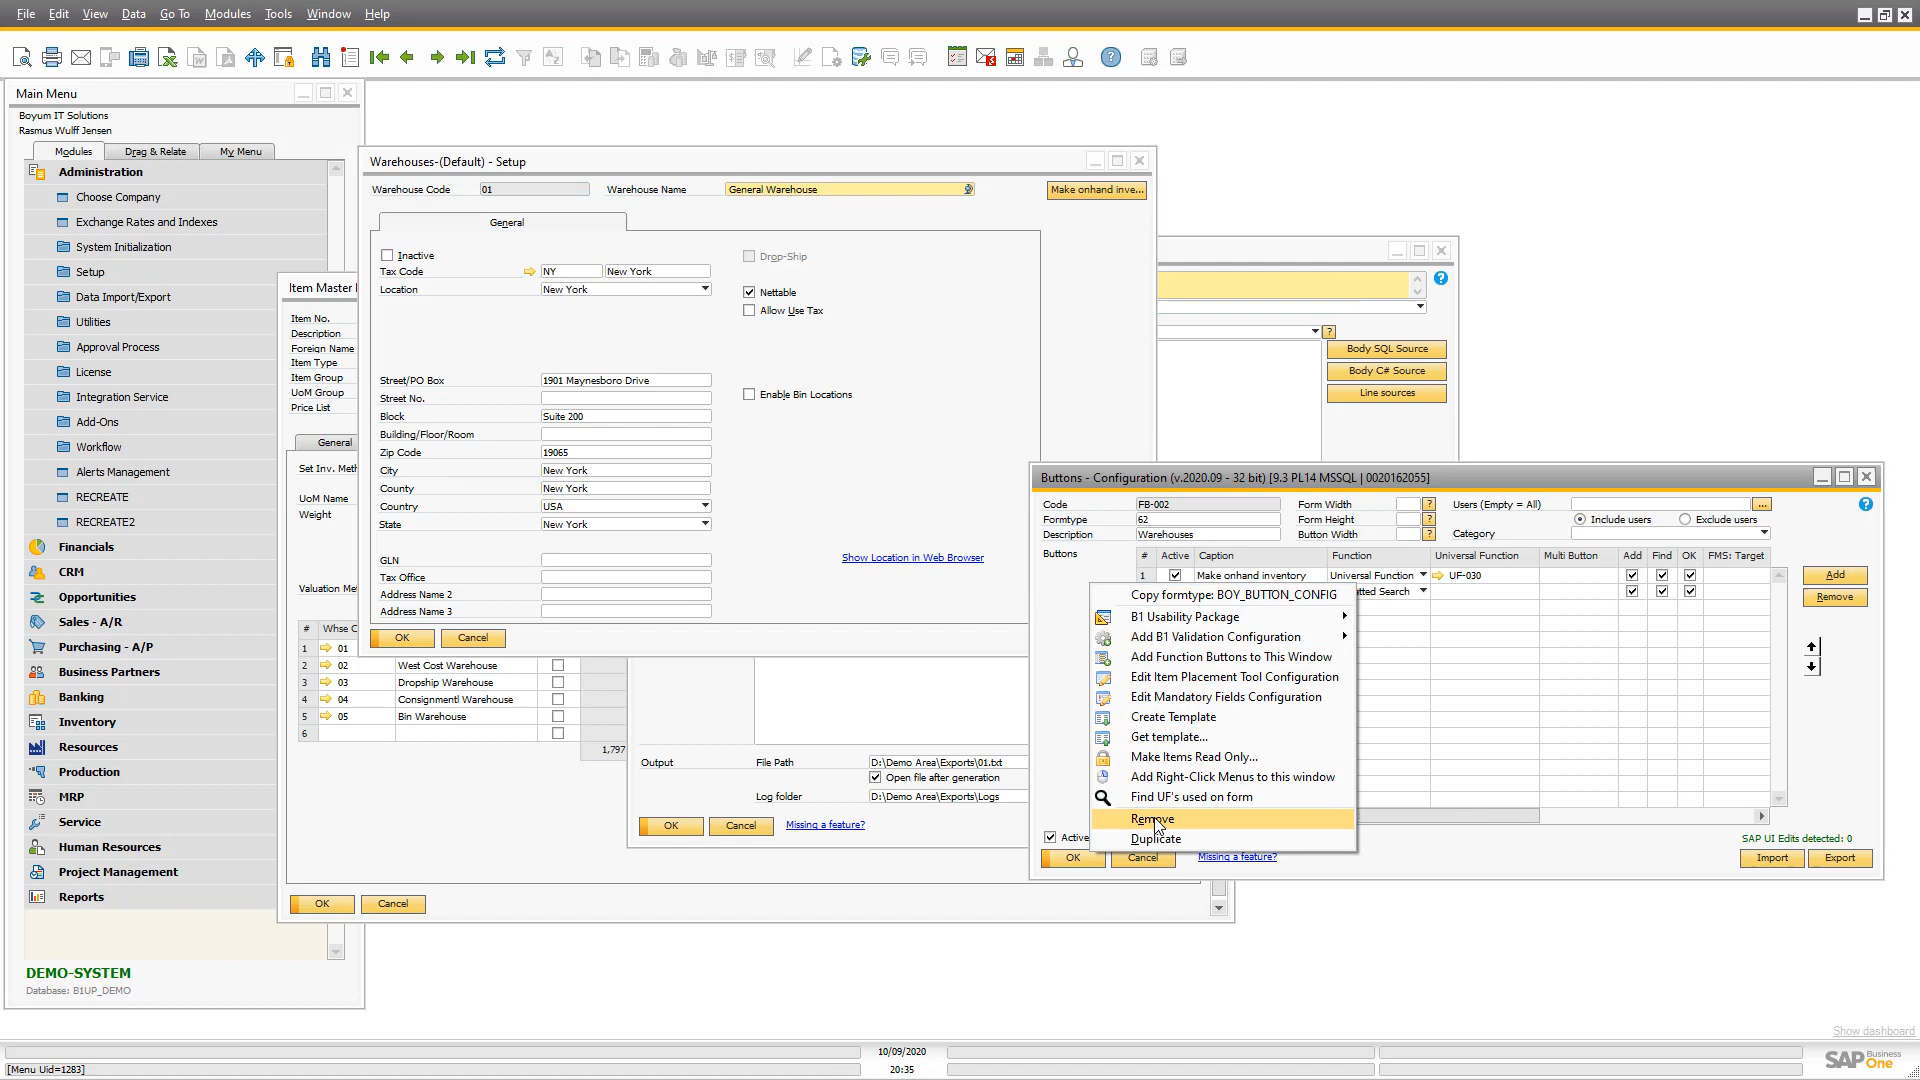 File Edit View Data Go To Modules Tools Window Help
Main Menu
Boyum IT Solutions
Rasmus Wulff Jensen
Modules Drag & Relate My Menu
Administration
Choose Company
Exchange Rates and Indexes
System Initialization
Setup
Data Import/Export
Utilities
Approval Process
License
Integration Service
Add-Ons
Workflow
Alerts Management
RECREATE
RECREATE2
Financials
CRM
Opportunities
Sales - A/R
Purchasing - A/P
Business Partners
Banking
Inventory
Resources
Production
MRP
Service
Human Resources
Project Management
Reports
DEMO-SYSTEM
Database: B1UP_DEMO
Item Master
Item No.
Description
Foreign Name
Item Type
Item Group
UoM Group
Price List
General
Set Inv. Meth
UoM Name
Weight
Valuation Met
# Whse C
1 01
2 02 West Cost Warehouse
3 03 Dropship Warehouse
4 04 Consignmentl Warehouse
5 05 Bin Warehouse
6
1,797
OK Cancel
Warehouses-(Default) - Setup
Warehouse Code 01 Warehouse Name General Warehouse Make onhand inve...
General
Inactive
Drop-Ship
Tax Code NY New York
Location New York
Nettable
Allow Use Tax
Street/PO Box 1901 Maynesboro Drive
Street No.
Enable Bin Locations
Block Suite 200
Building/Floor/Room
Zip Code 19065
City New York
County New York
Country USA
State New York
GLN
Show Location in Web Browser
Tax Office
Address Name 2
Address Name 3
OK Cancel
?
Body SQL Source
Body C# Source
Line sources
Output File Path D:\Demo Area\Exports\01.txt
Open file after generation
Log folder D:\Demo Area\Exports\Logs
OK Cancel Missing a feature?
Buttons - Configuration (v.2020.09 - 32 bit) [9.3 PL14 MSSQL | 0020162055]
Code FB-002 Form Width ? Users (Empty = All) ...
Formtype 62 Form Height ? Include users Exclude users
Description Warehouses Button Width ? Category
Buttons # Active Caption Function Universal Function Multi Button Add Find OK FMS: Target
1 Make onhand inventory Universal Function UF-030
tted Search
Add
Remove
Copy formtype: BOY_BUTTON_CONFIG
B1 Usability Package
Add B1 Validation Configuration
Add Function Buttons to This Window
Edit Item Placement Tool Configuration
Edit Mandatory Fields Configuration
Create Template
Get template...
Make Items Read Only...
Add Right-Click Menus to this window
Find UF's used on form
Remove
Duplicate
Active
SAP UI Edits detected: 0
OK Cancel Missing a feature? Import Export
Show dashboard
10/09/2020
[Menu Uid=1283] 20:35
SAP Business One